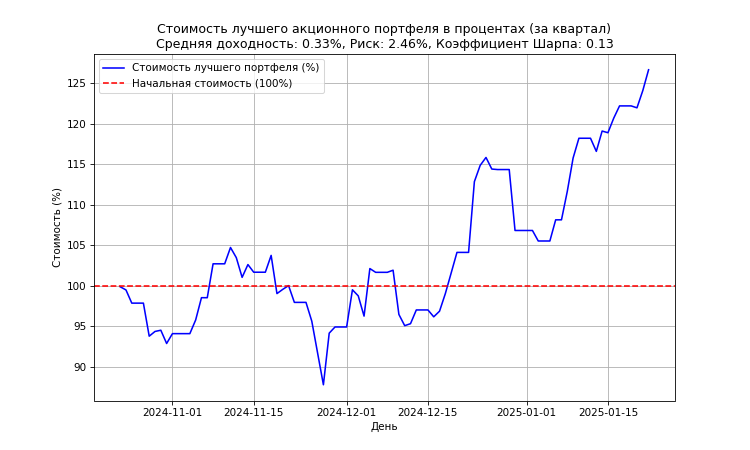 Стоимость лучшего акционного портфеля в процентах (за квартал)
Средняя доходность: 0.33%, Риск: 2.46%, Коэффициент Шарпа: 0.13
Стоимость лучшего портфеля (%)
Начальная стоимость (100%)
Стоимость (%)
125
120
115
110
105
100
95
90
2024-11-01
2024-11-15
2024-12-01
2024-12-15
2025-01-01
2025-01-15
День